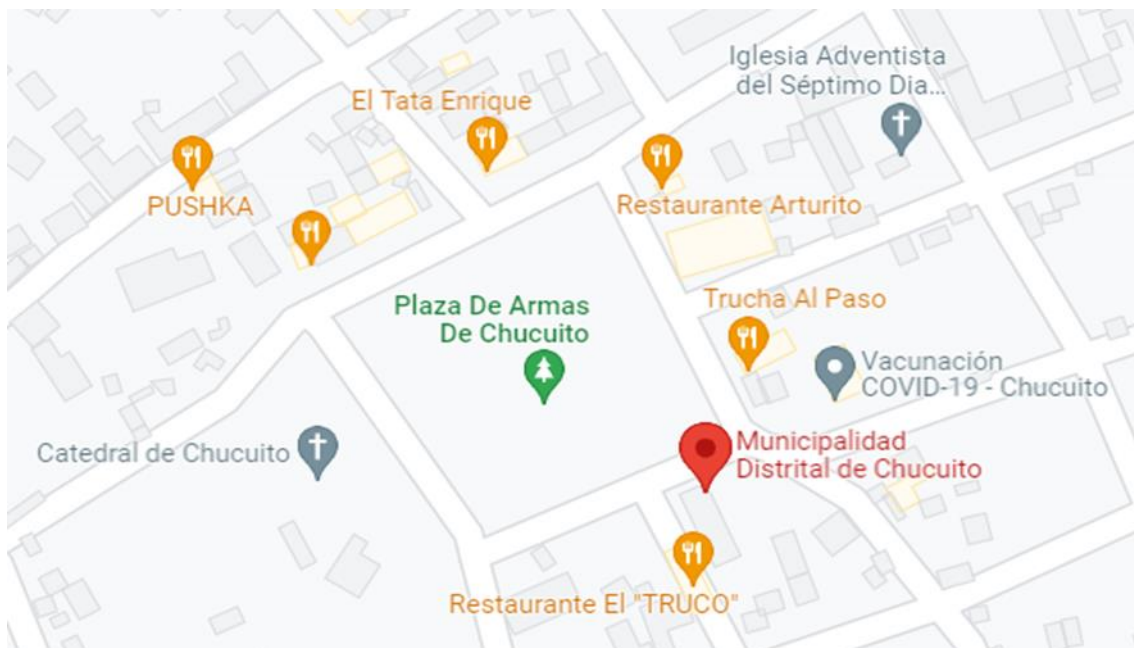 Iglesia Adventista
del Séptimo Dia...
El Tata Enrique
PUSHKA
Restaurante Arturito
Plaza De Armas
De Chucuito
Trucha Al Paso
Vacunación
COVID-19 - Chucuito
Catedral de Chucuito
Municipalidad
Distrital de Chucuito
Restaurante El "TRUCO"